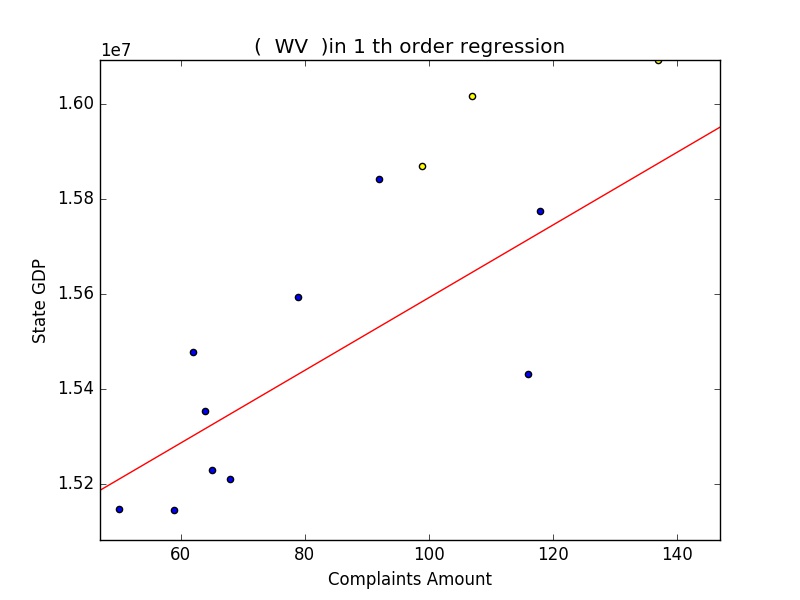 (  WV  )in 1 th order regression
1e7
1.60
1.58
1.56
1.54
1.52
State GDP
60 80 100 120 140
Complaints Amount